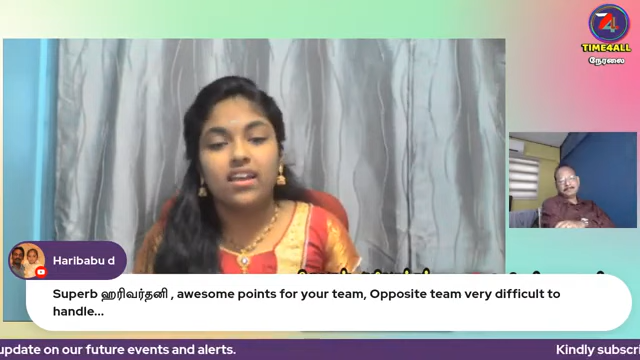 TIME4ALL
நேரலை
Haribabu d
Superb ஹரிவர்தனி , awesome points for your team, Opposite team very difficult to
handle...
update on our future events and alerts.
Kindly subscri